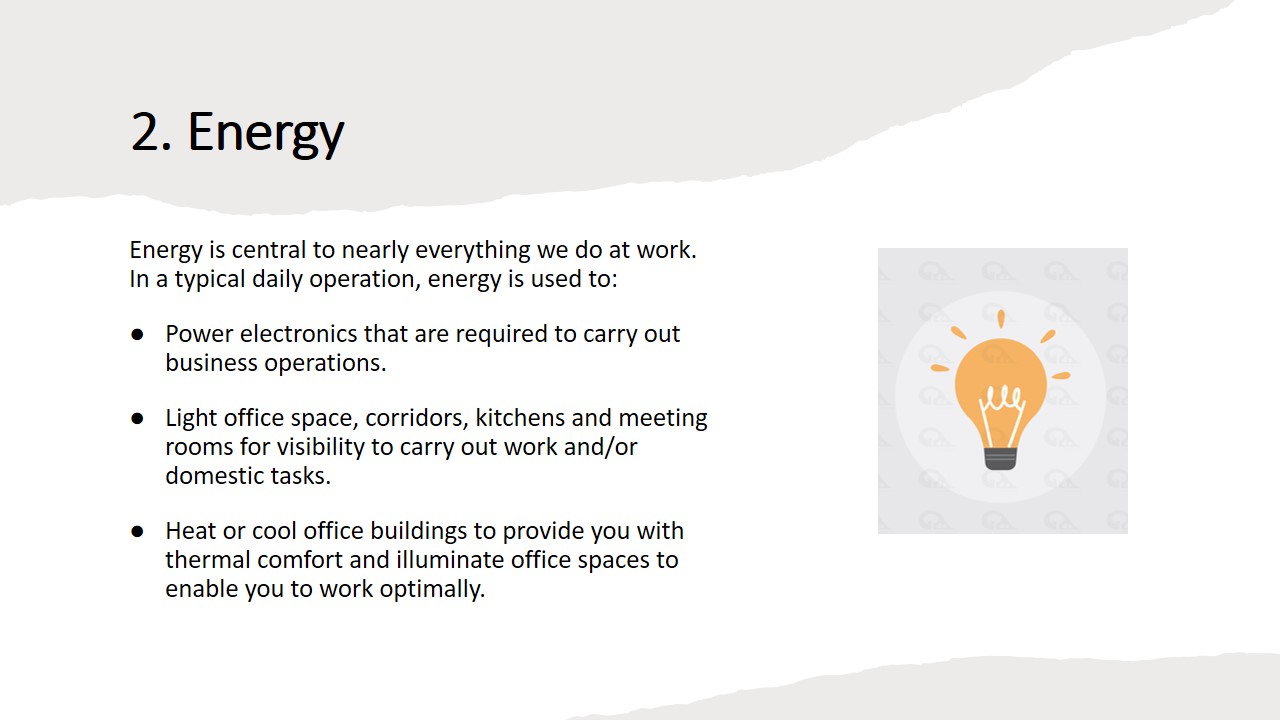 2. Energy
Energy is central to nearly everything we do at work.
In a typical daily operation, energy is used to:
● Power electronics that are required to carry out
business operations.
● Light office space, corridors, kitchens and meeting
rooms for visibility to carry out work and/or
domestic tasks.
● Heat or cool office buildings to provide you with
thermal comfort and illuminate office spaces to
enable you to work optimally.